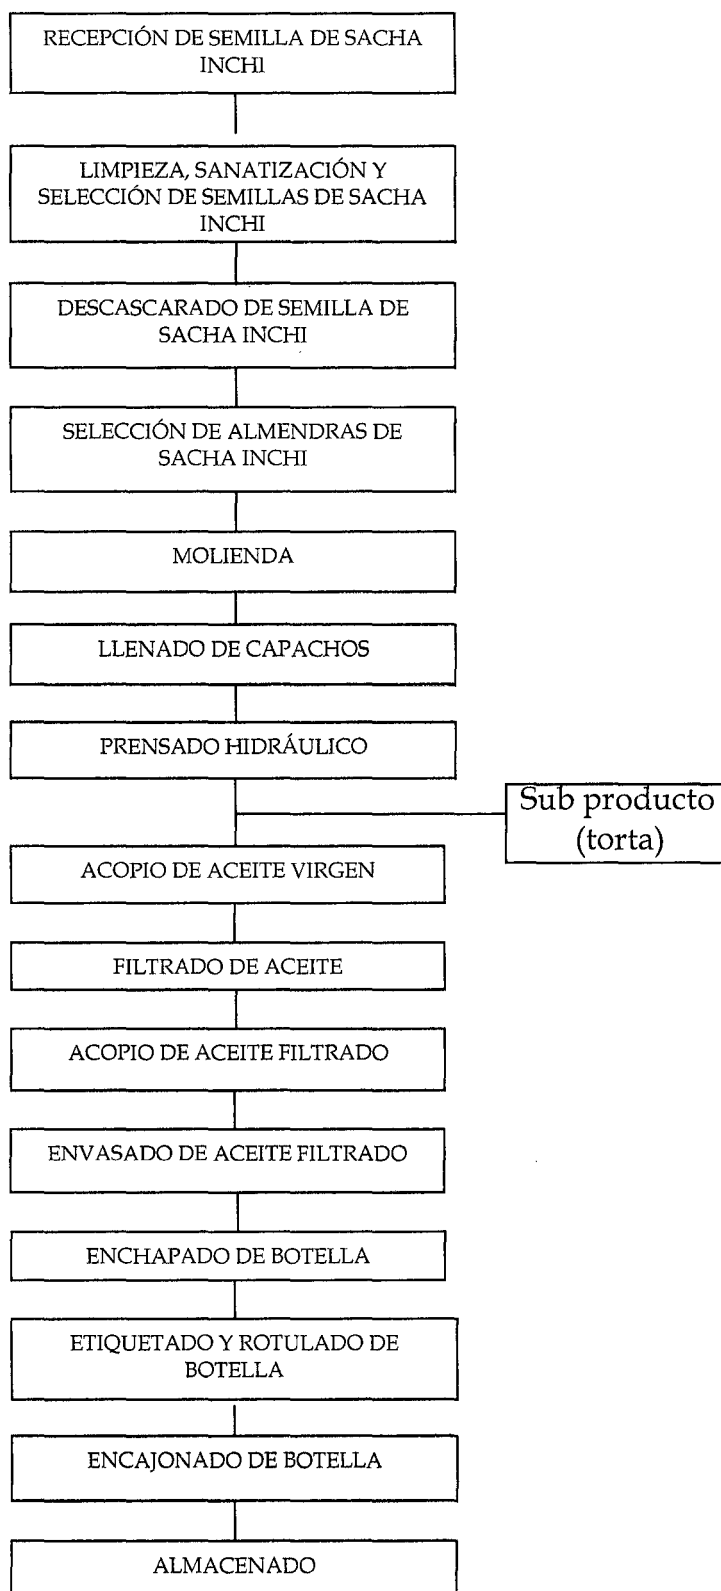 RECEPCIÓN DE SEMILLA DE SACHA
INCHI
LIMPIEZA, SANATIZACIÓN Y
SELECCIÓN DE SEMILLAS DE SACHA
INCHI
DESCASCARADO DE SEMILLA DE
SACHA INCHI
SELECCIÓN DE ALMENDRAS DE
SACHA INCHI
MOLIENDA
LLENADO DE CAPACHOS
PRENSADO HIDRÁULICO
Sub producto
(torta)
ACOPIO DE ACEITE VIRGEN
FILTRADO DE ACEITE
ACOPIO DE ACEITE FILTRADO
ENVASADO DE ACEITE FILTRADO
ENCHAPADO DE BOTELLA
ETIQUETADO Y ROTULADO DE
BOTELLA
ENCAJONADO DE BOTELLA
ALMACENADO